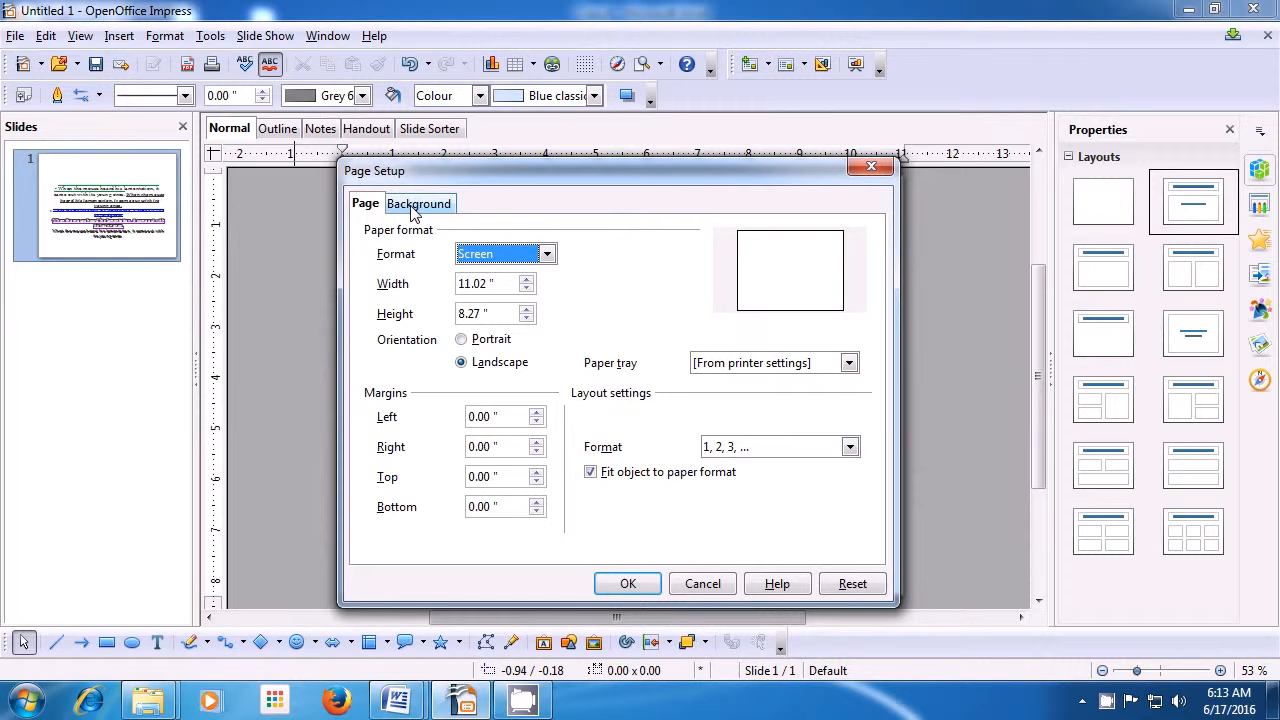 Untitled 1 - OpenOffice Impress
File Edit View Insert Format Tools Slide Show Window Help
0.00 " Grey 6 Colour Blue classic
Slides
Normal Outline Notes Handout Slide Sorter
Properties
Layouts
1
Page Setup
Page Background
Paper format
Format Screen
Width 11.02 "
Height 8.27 "
Orientation Portrait
Landscape
Paper tray [From printer settings]
Margins
Layout settings
Left 0.00 "
Right 0.00 "
Format 1, 2, 3, ...
Top 0.00 "
Fit object to paper format
Bottom 0.00 "
OK Cancel Help Reset
-0.94 / -0.18 0.00 x 0.00 * Slide 1 / 1 Default 53 %
6:13 AM
6/17/2016